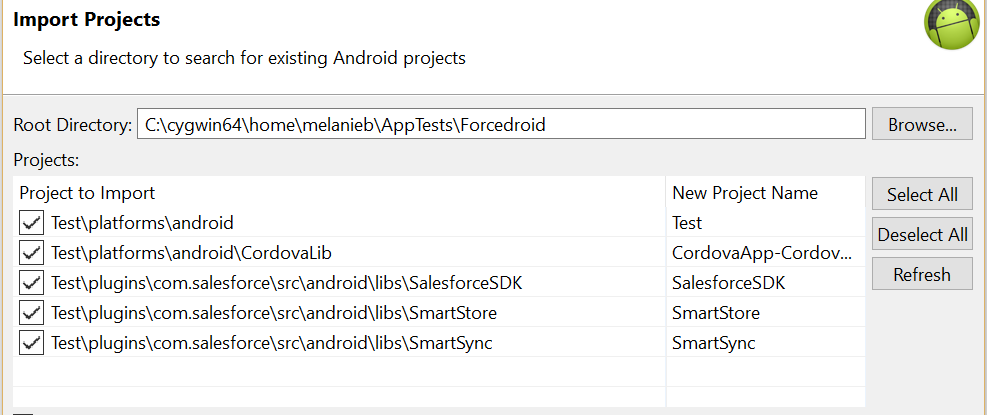 Import Projects
Select a directory to search for existing Android projects
Root Directory: C:\cygwin64\home\melanieb\AppTests\Forcedroid Browse...
Projects:
Project to Import New Project Name Select All
Test\platforms\android Test
Deselect All
Test\platforms\android\CordovaLib CordovaApp-Cordov...
Refresh
Test\plugins\com.salesforce\src\android\libs\SalesforceSDK SalesforceSDK
Test\plugins\com.salesforce\src\android\libs\SmartStore SmartStore
Test\plugins\com.salesforce\src\android\libs\SmartSync SmartSync